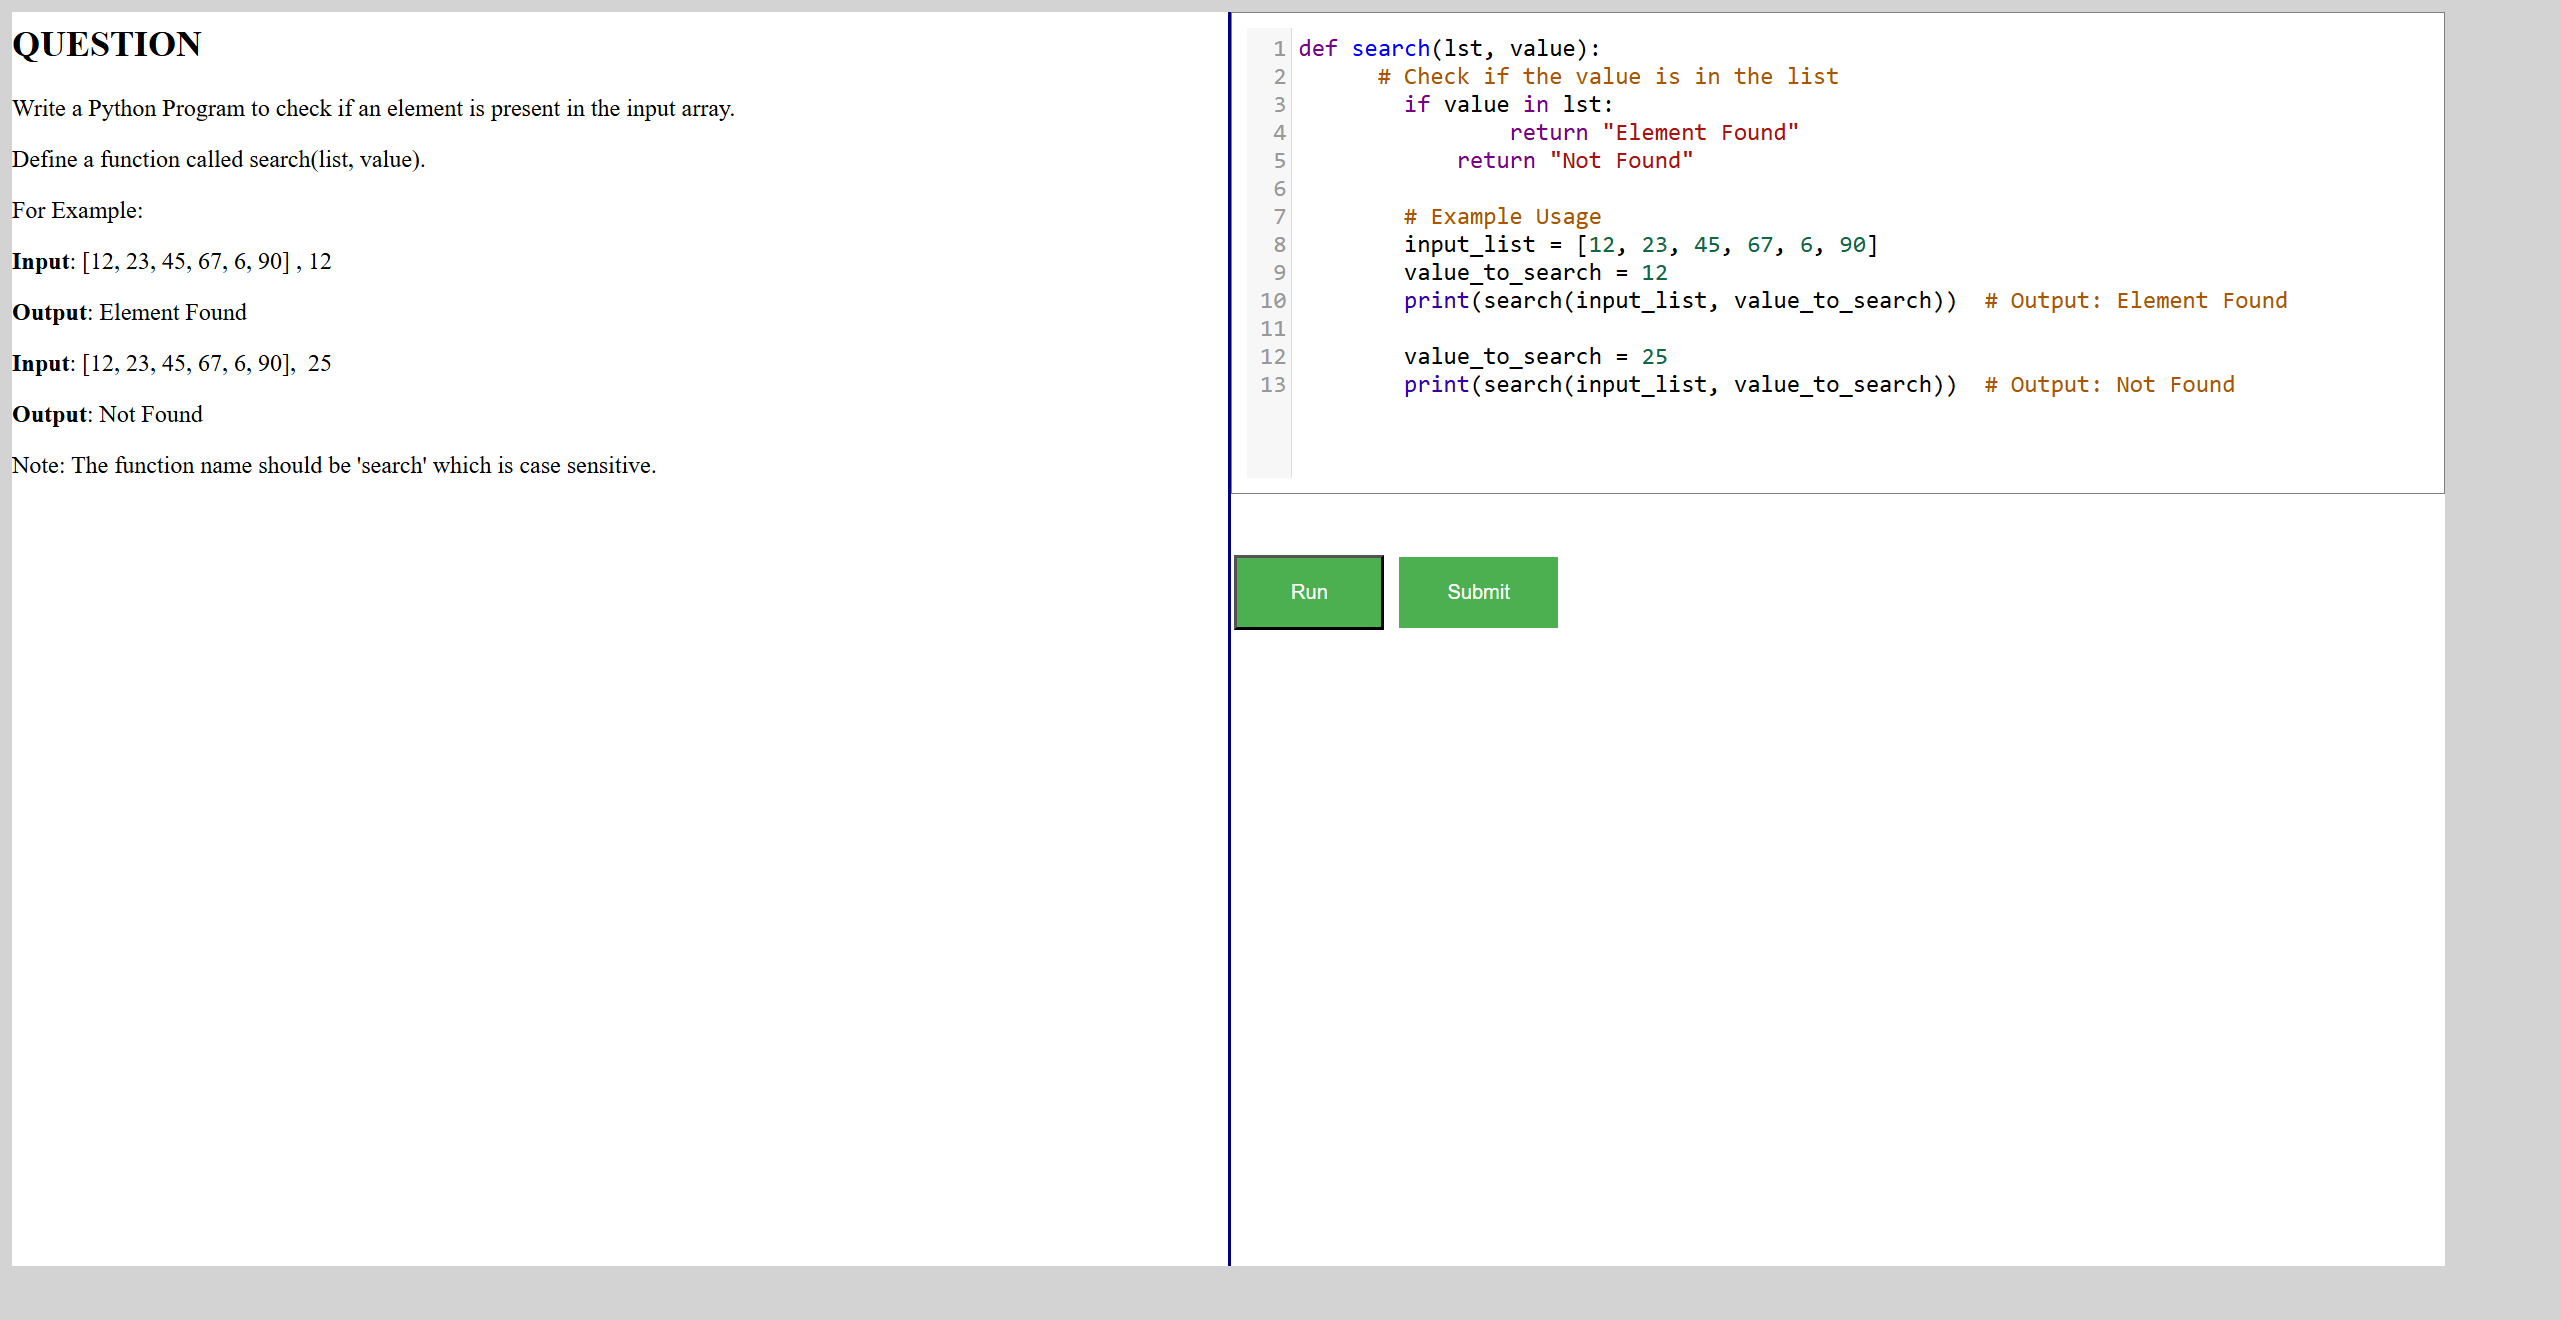 QUESTION
Write a Python Program to check if an element is present in the input array.
Define a function called search(list, value).
For Example:
Input: [12, 23, 45, 67, 6, 90] , 12
Output: Element Found
Input: [12, 23, 45, 67, 6, 90],  25
Output: Not Found
Note: The function name should be 'search' which is case sensitive.
1 def search(lst, value):
2       # Check if the value is in the list
3         if value in lst:
4                 return "Element Found"
5             return "Not Found"
6
7         # Example Usage
8         input_list = [12, 23, 45, 67, 6, 90]
9         value_to_search = 12
10         print(search(input_list, value_to_search))  # Output: Element Found
11
12         value_to_search = 25
13         print(search(input_list, value_to_search))  # Output: Not Found
Run Submit